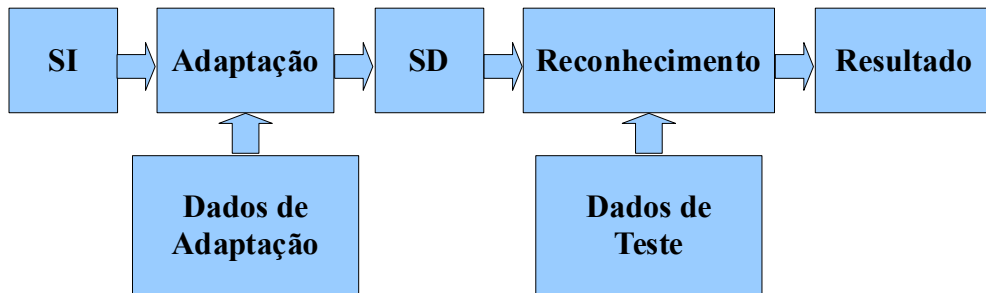 SI
Adaptação
SD
Reconhecimento
Resultado
Dados de
Adaptação
Dados de
Teste